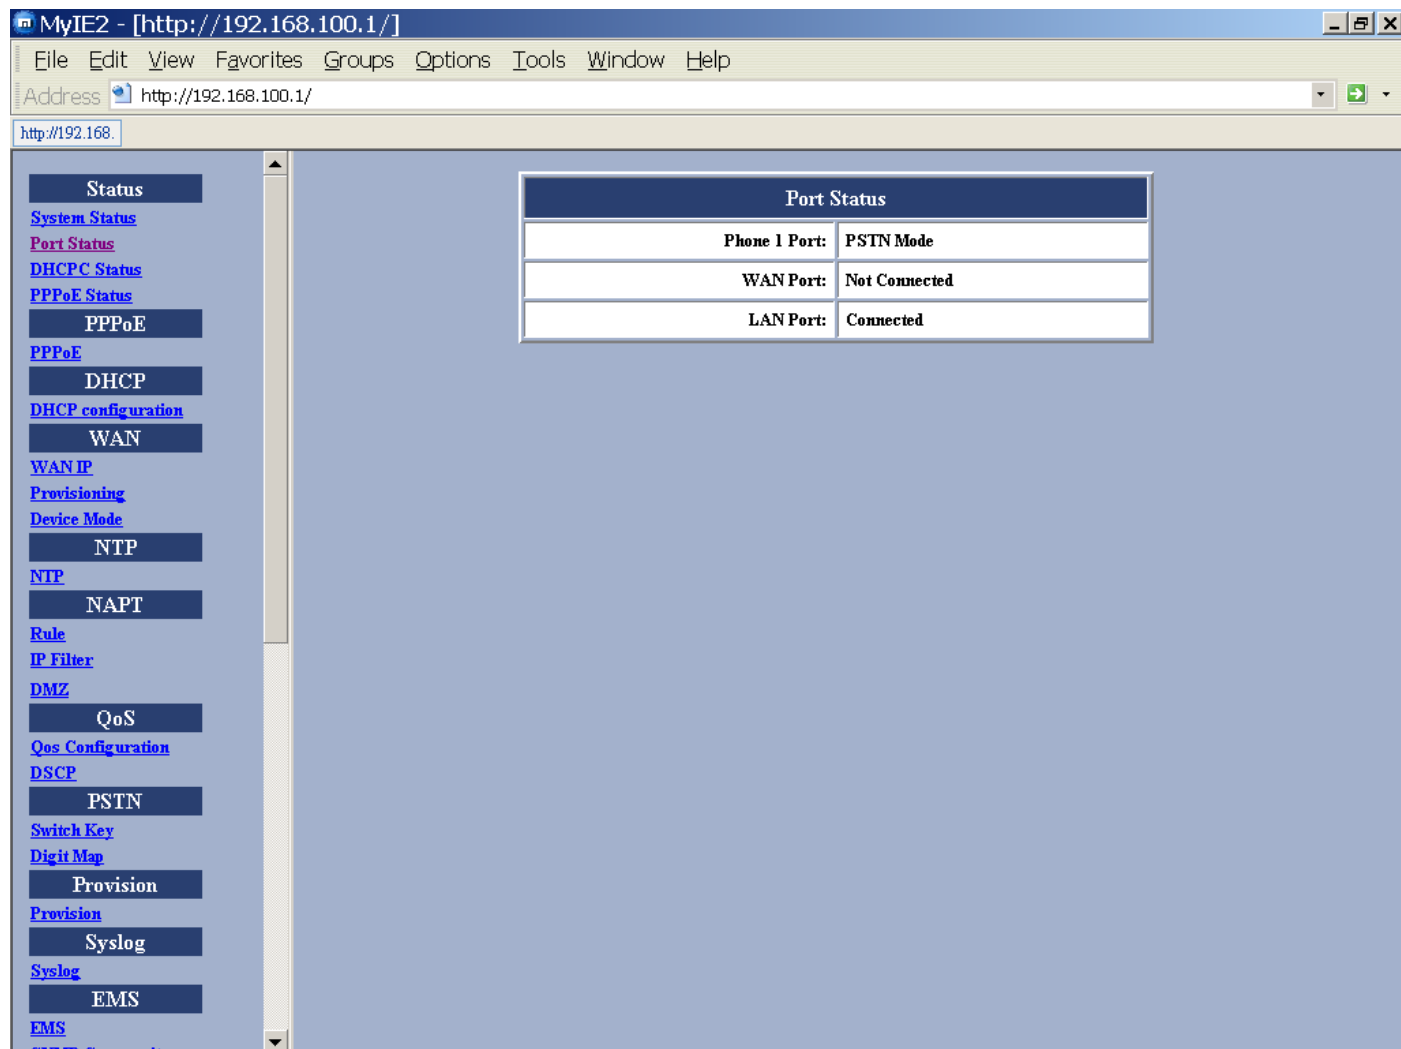 MyIE2 - [http://192.168.100.1/]
File Edit View Favorites Groups Options Tools Window Help
Address http://192.168.100.1/
http://192.168.
Status
System Status
Port Status
DHCPC Status
PPPoE Status
PPPoE
PPPoE
DHCP
DHCP configuration
WAN
WAN IP
Provisioning
Device Mode
NTP
NTP
NAPT
Rule
IP Filter
DMZ
QoS
Qos Configuration
DSCP
PSTN
Switch Key
Digit Map
Provision
Provision
Syslog
Syslog
EMS
EMS
Port Status
Phone 1 Port: PSTN Mode
WAN Port: Not Connected
LAN Port: Connected